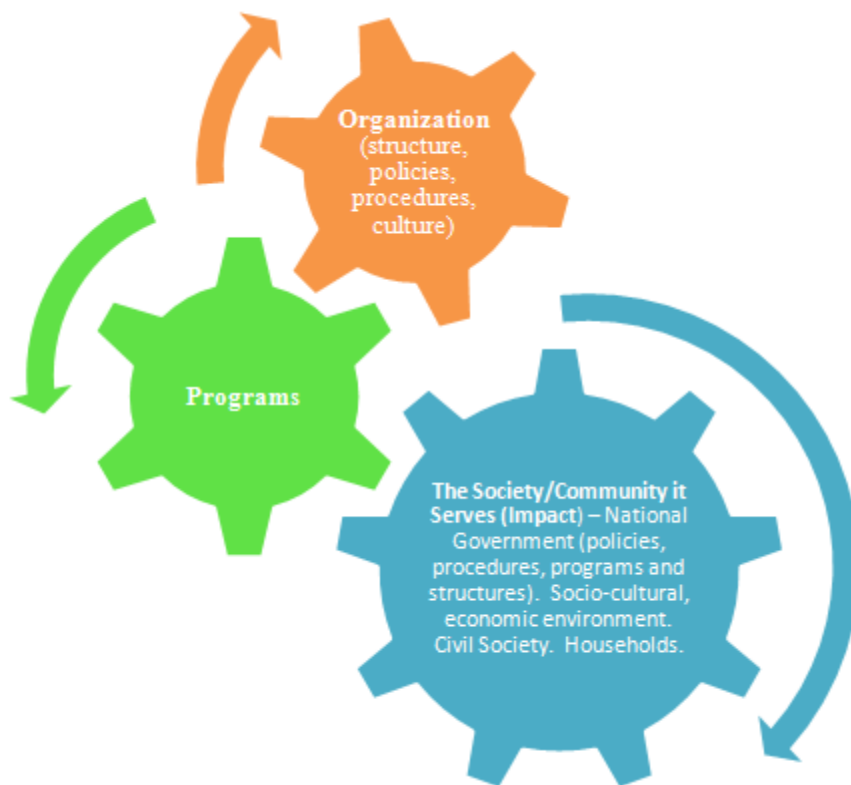 Organization
(structure,
policies,
procedures,
culture)
Programs
The Society/Community it
Serves (Impact) – National
Government (policies,
procedures, programs and
structures).  Socio-cultural,
economic environment.
Civil Society.  Households.